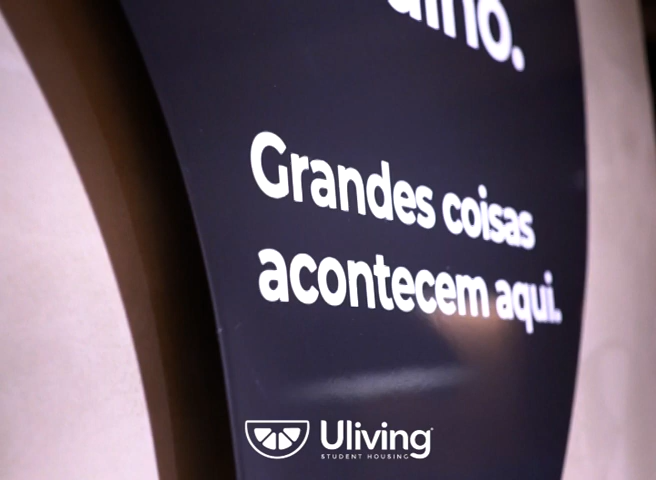 Grandes coisas
acontecem aqui.
Uliving
STUDENT HOUSING